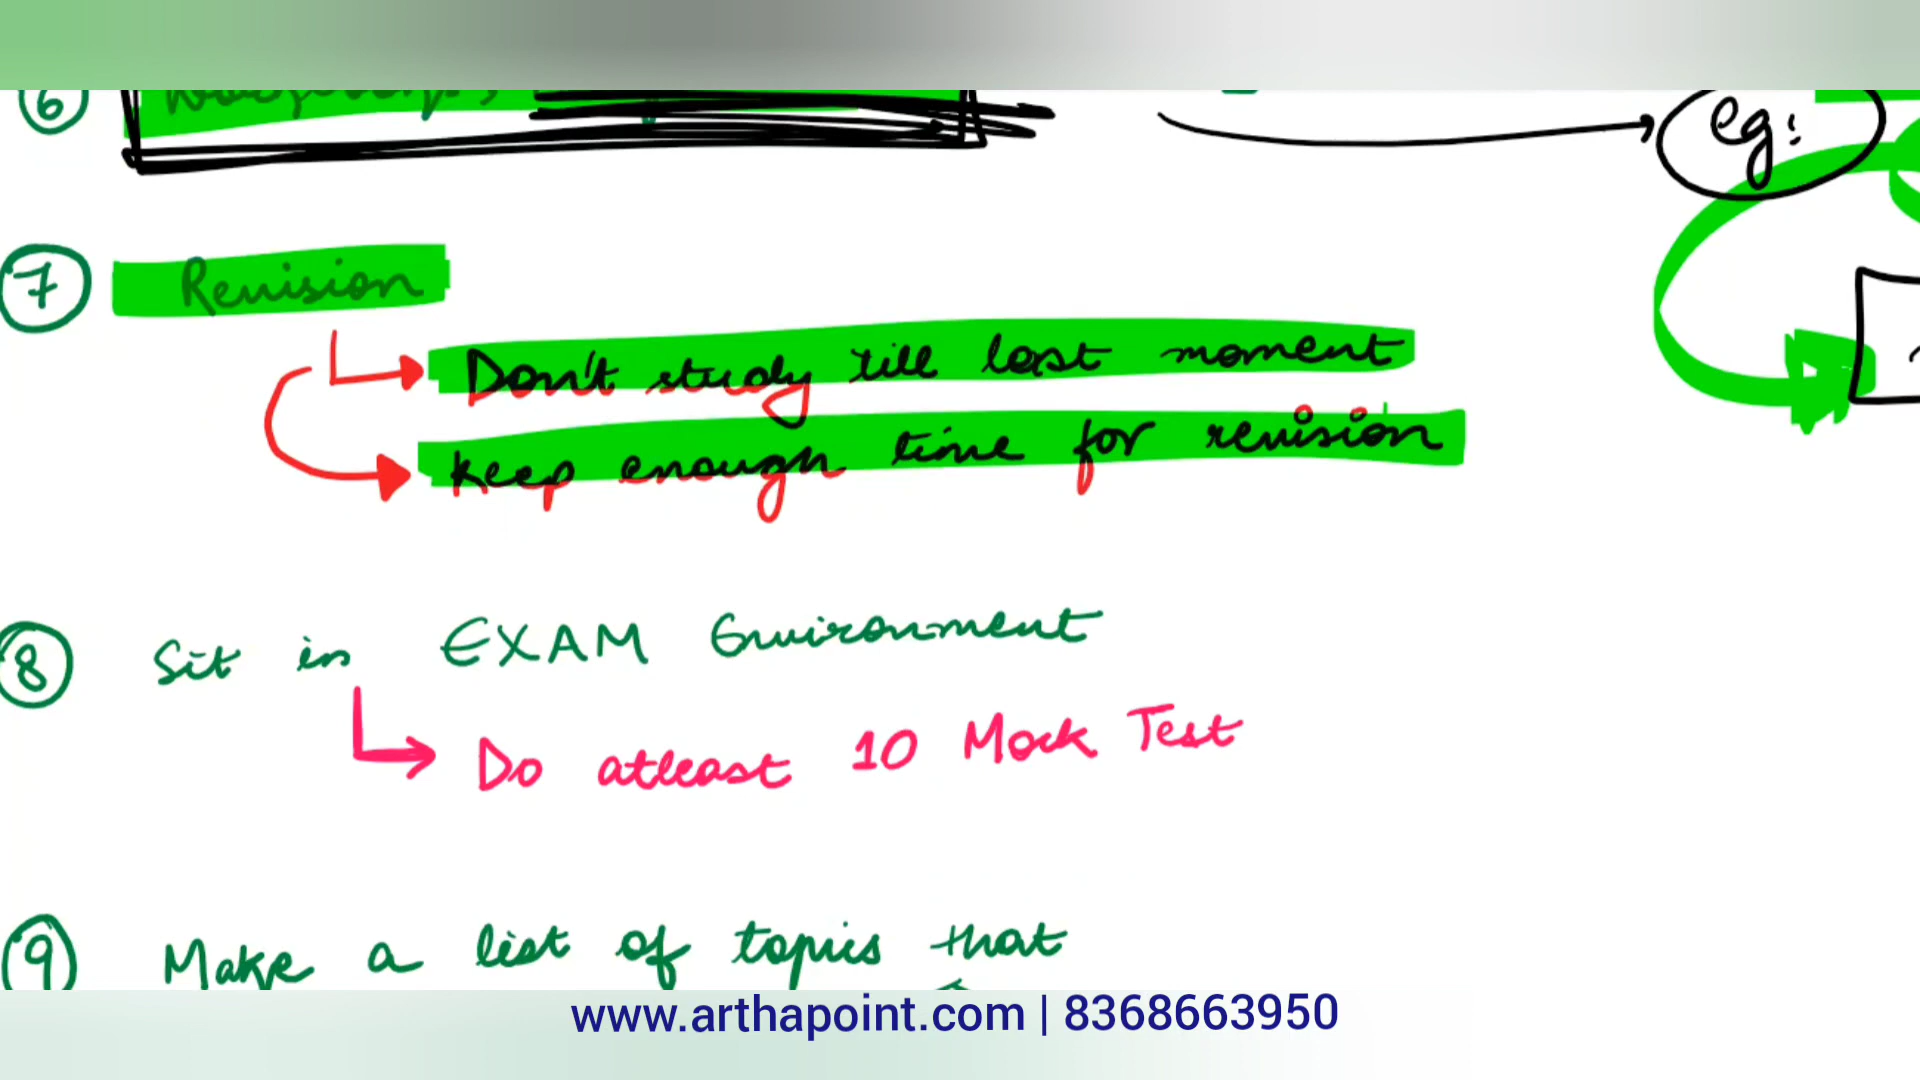 6
eg:
7 Revision
Don't study till last moment
Keep enough time for revision
8 Sit in EXAM Environment
Do atleast 10 Mock Test
9 Make a list of topics that
www.arthapoint.com | 8368663950